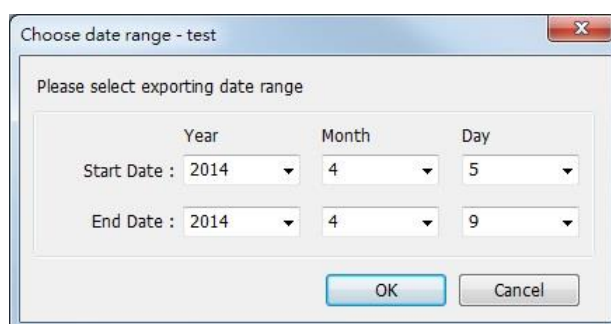 Choose date range - test
Please select exporting date range
Year Month Day
Start Date : 2014 4 5
End Date : 2014 4 9
OK Cancel